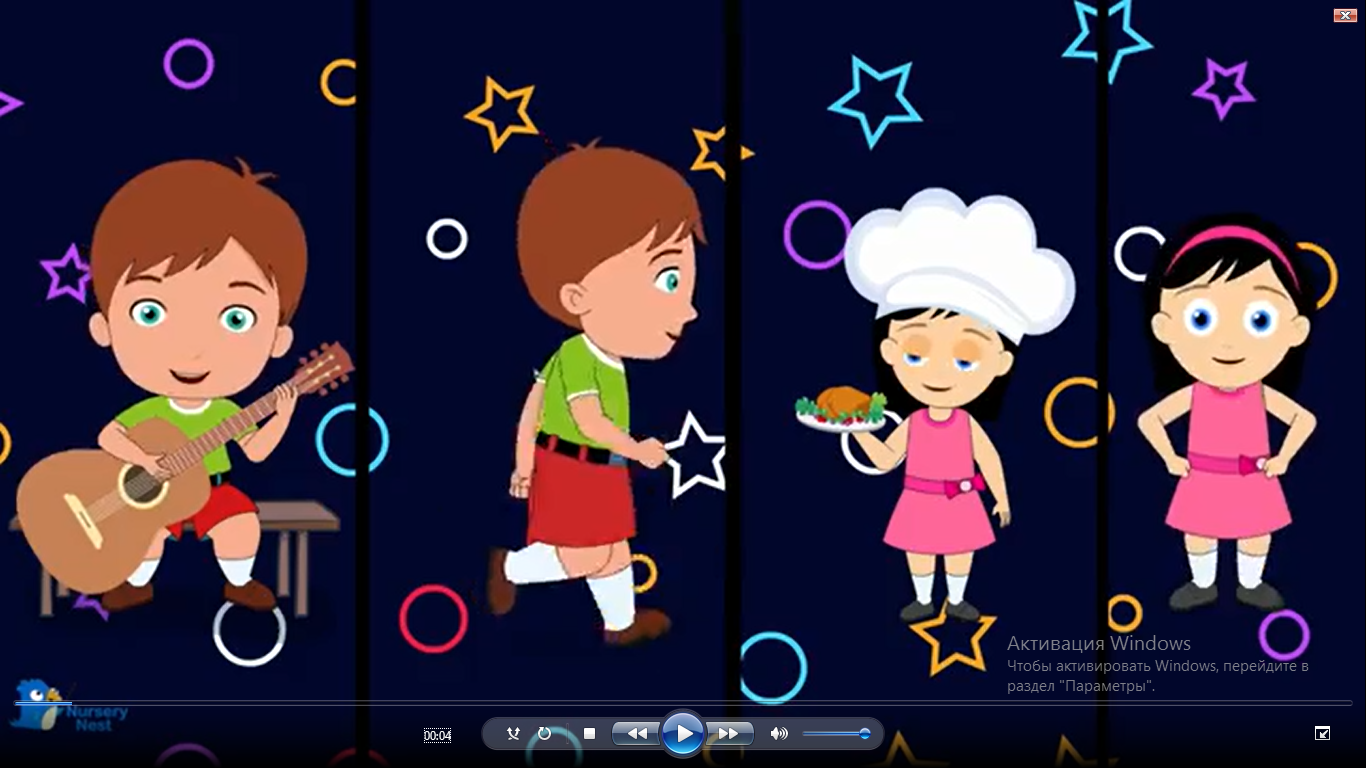 Активация Windows
Чтобы активировать Windows, перейдите в
раздел "Параметры".
Nursery
Nest
00:04